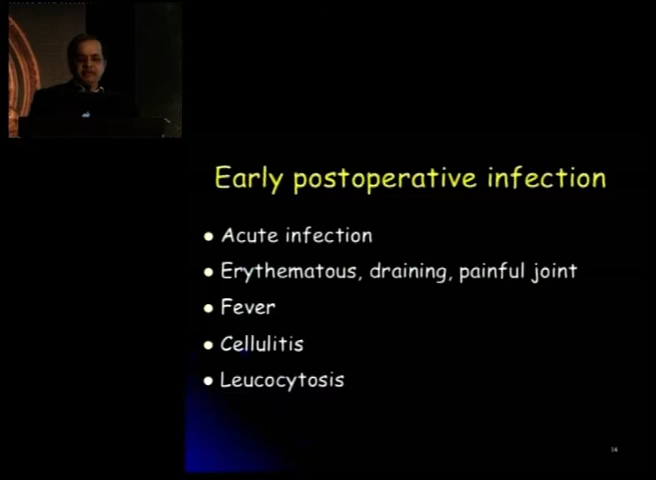 Early postoperative infection
• Acute infection
• Erythematous, draining, painful joint
• Fever
• Cellulitis
• Leucocytosis
14